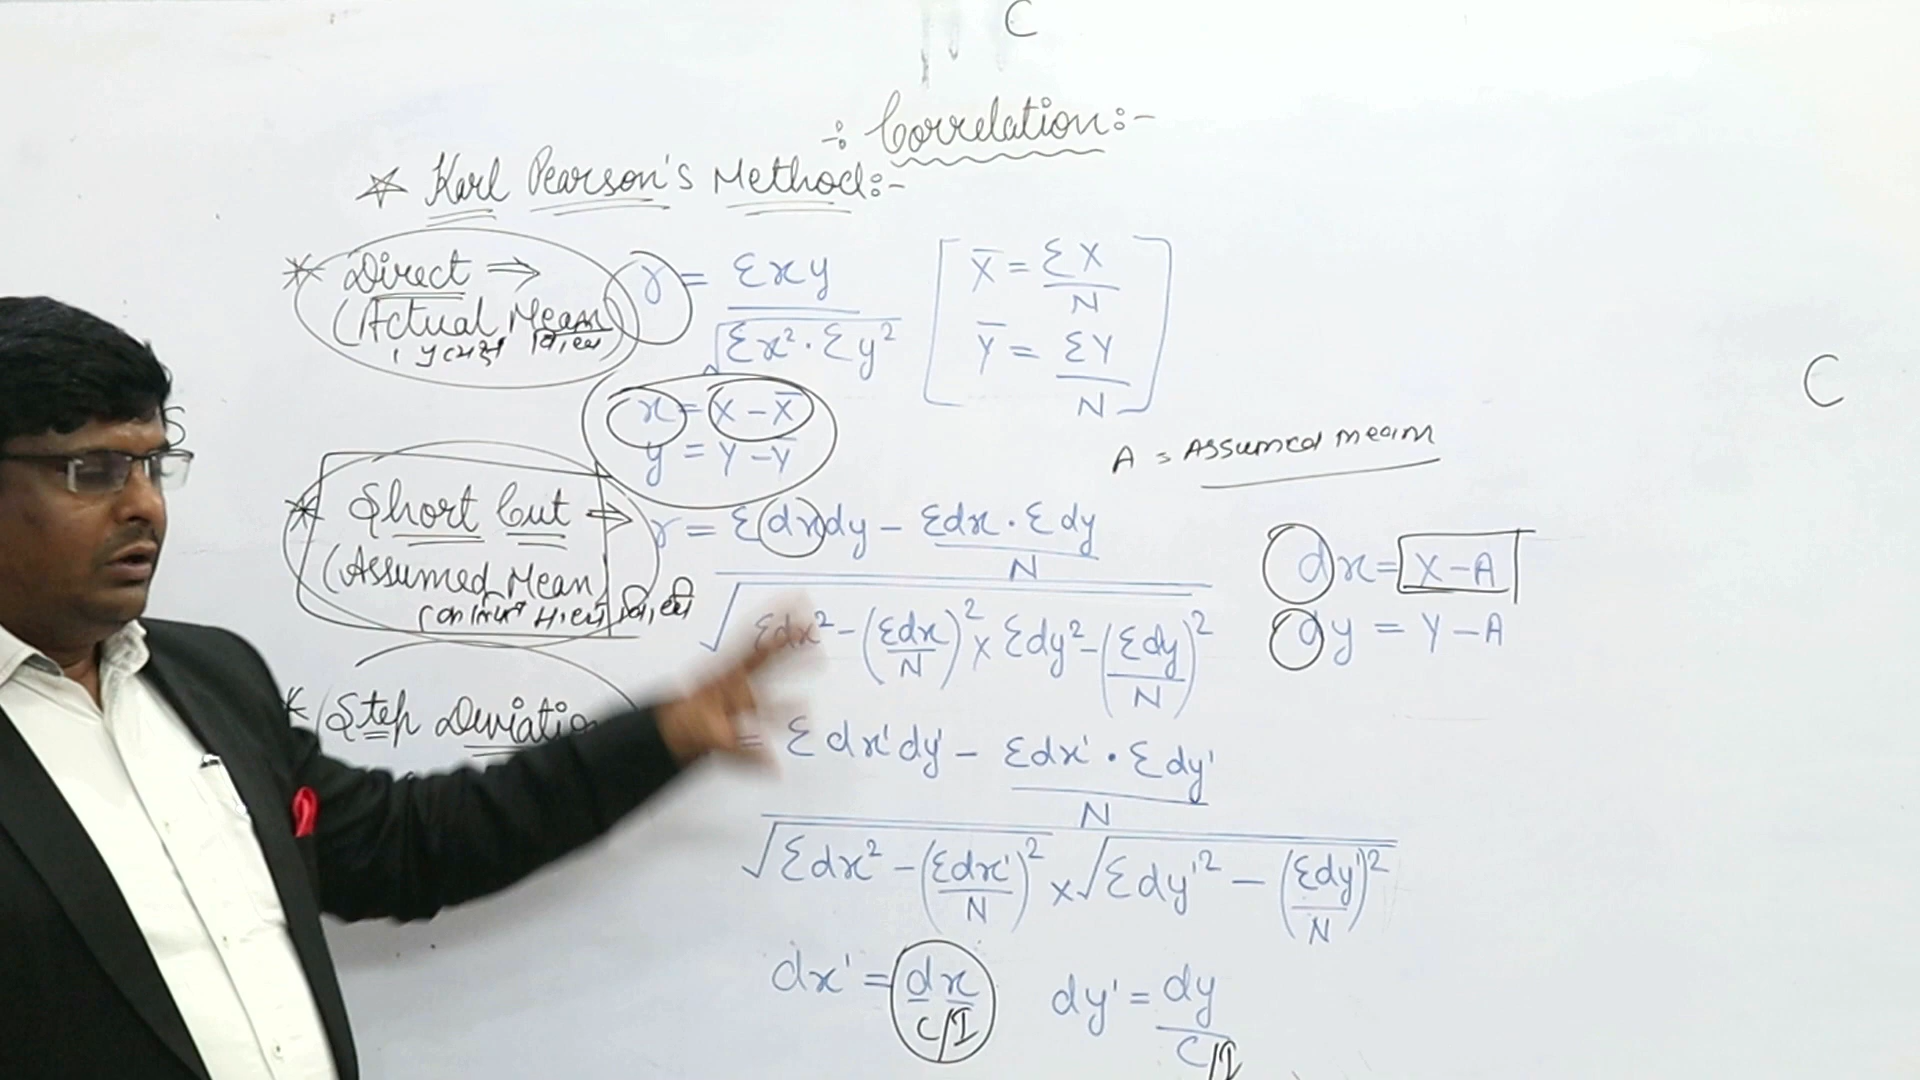 C
-: Correlation:-
☆ Karl Pearson's Method:-
* Direct ⇒ r = Σxy / √Σx²·Σy² [X̄ = ΣX/N
(Actual Mean) Ȳ = ΣY/N]
x = X - X̄
y = Y - Ȳ
C
S
A = Assumed mean
* Short Cut ⇒ r = Σdxdy - Σdx·Σdy/N
(Assumed Mean)
√Σdx² - (Σdx/N)² × Σdy² - (Σdy/N)²
dx = X - A
dy = Y - A
* (Step Deviation = Σdx'dy' - Σdx'·Σdy'/N
√Σdx² - (Σdx'/N)² × √Σdy'² - (Σdy'/N)²
dx' = dx/C/I dy' = dy/C/I